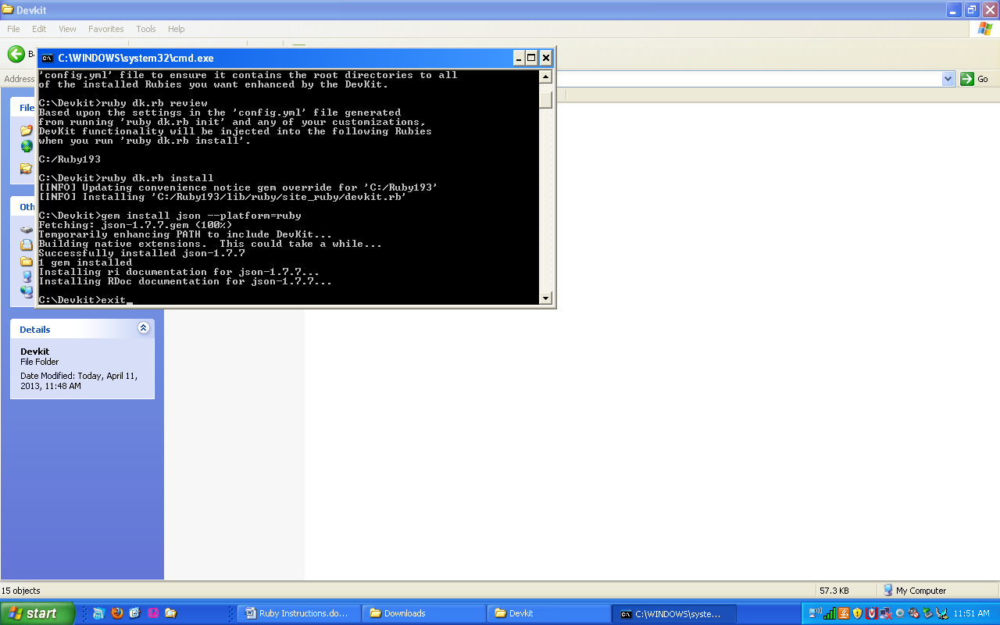 Devkit
File Edit View Favorites Tools Help
Address
Go
C:\WINDOWS\system32\cmd.exe
'config.yml' file to ensure it contains the root directories to all
of the installed Rubies you want enhanced by the DevKit.
C:\Devkit>ruby dk.rb review
Based upon the settings in the 'config.yml' file generated
from running 'ruby dk.rb init' and any of your customizations,
DevKit functionality will be injected into the following Rubies
when you run 'ruby dk.rb install'.
C:/Ruby193
C:\Devkit>ruby dk.rb install
[INFO] Updating convenience notice gem override for 'C:/Ruby193'
[INFO] Installing 'C:/Ruby193/lib/ruby/site_ruby/devkit.rb'
C:\Devkit>gem install json --platform=ruby
Fetching: json-1.7.7.gem (100%)
Temporarily enhancing PATH to include DevKit...
Building native extensions.  This could take a while...
Successfully installed json-1.7.7
1 gem installed
Installing ri documentation for json-1.7.7...
Installing RDoc documentation for json-1.7.7...
C:\Devkit>exit_
File
Oth
Details
Devkit
File Folder
Date Modified: Today, April 11,
2013, 11:48 AM
15 objects
57.3 KB
My Computer
start
Ruby Instructions.do...
Downloads
Devkit
C:\WINDOWS\syste...
11:51 AM